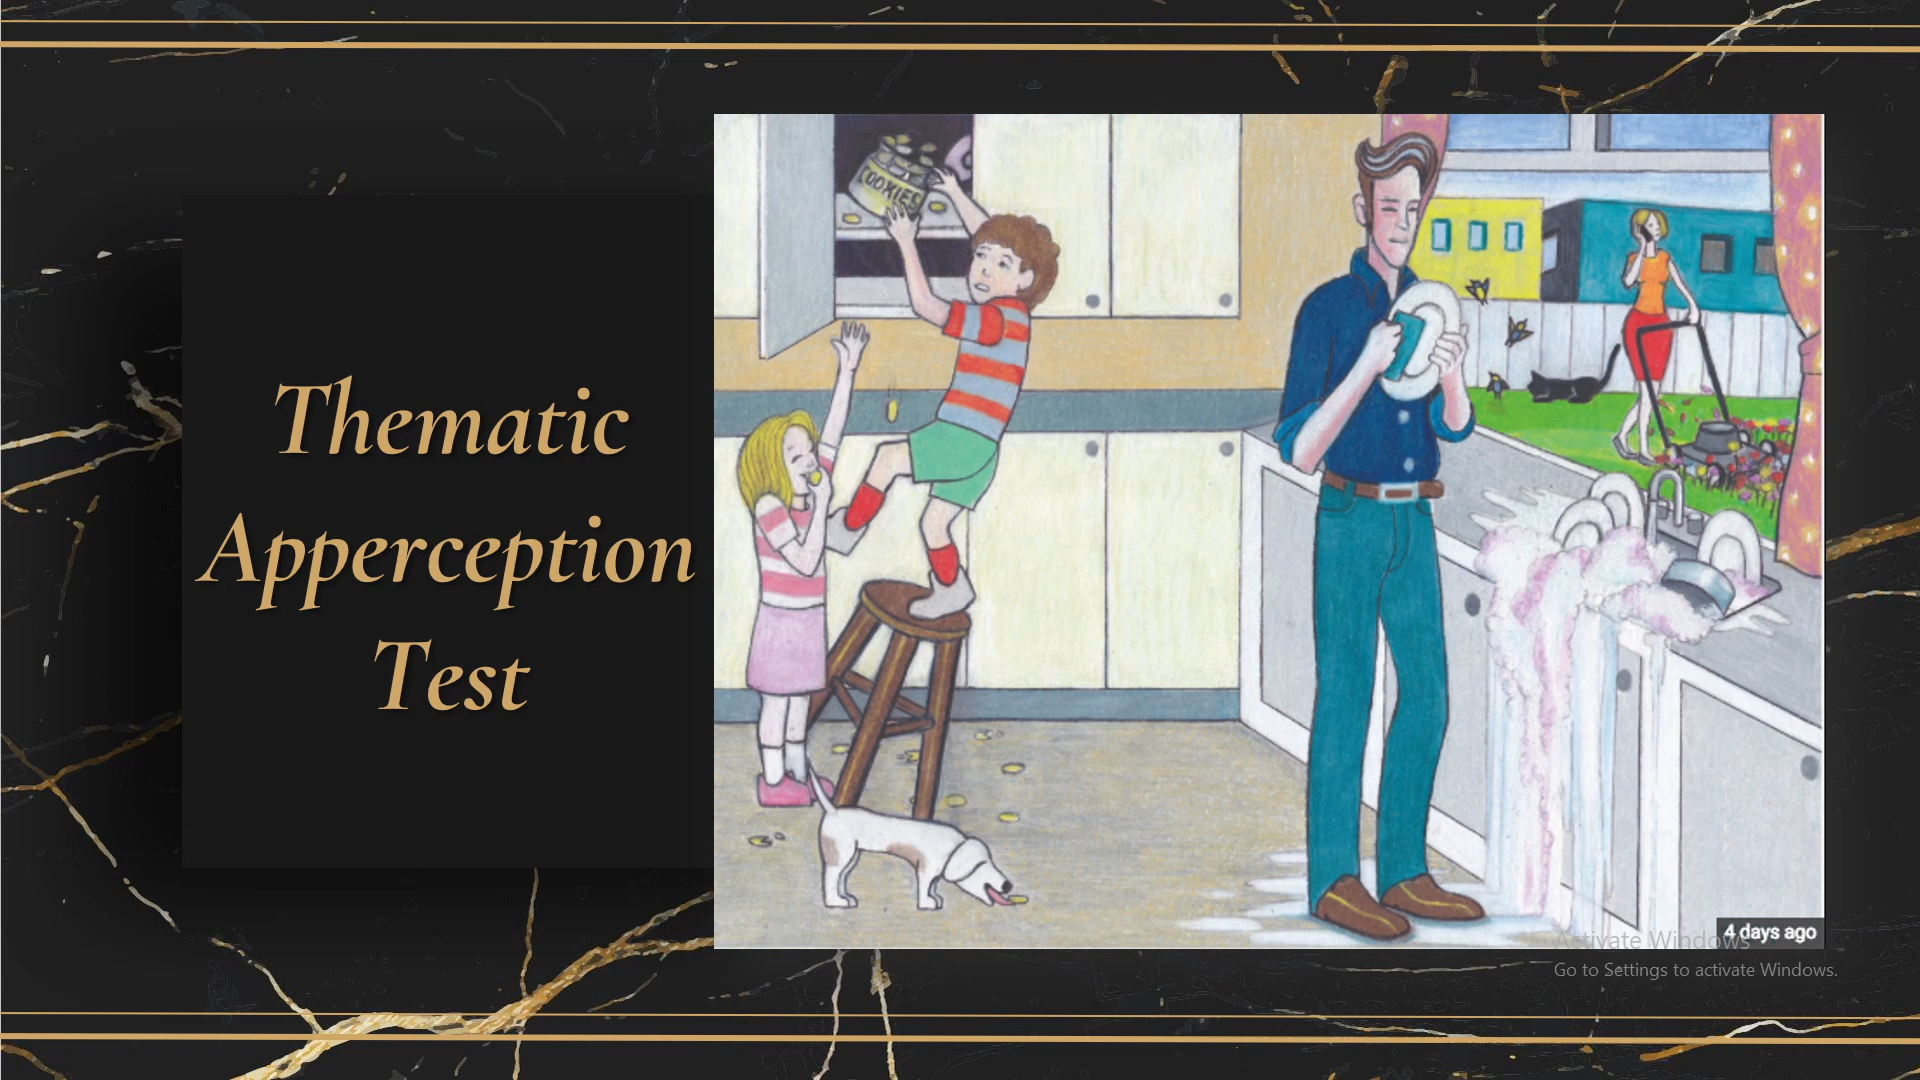 Thematic
Apperception
Test
COOKIES
4 days ago
Activate Windows
Go to Settings to activate Windows.